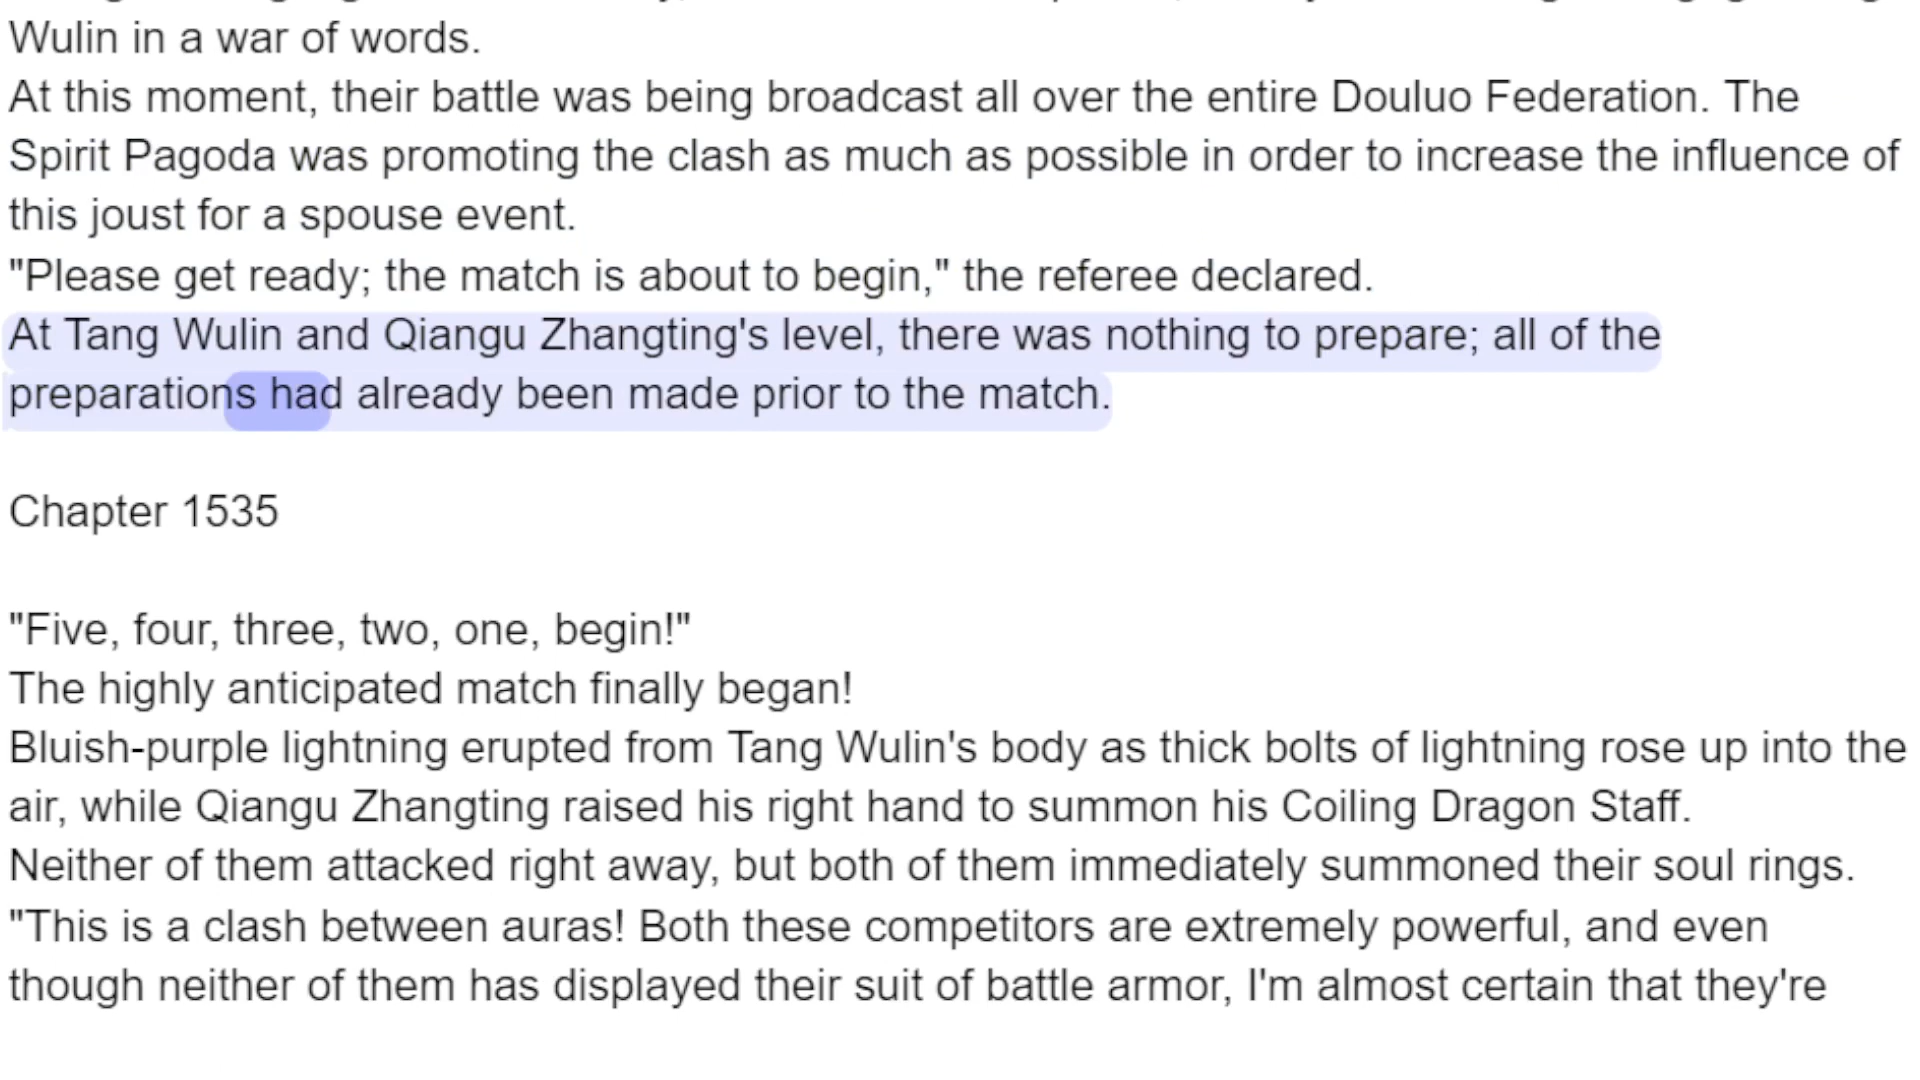 Wulin in a war of words.
At this moment, their battle was being broadcast all over the entire Douluo Federation. The
Spirit Pagoda was promoting the clash as much as possible in order to increase the influence of
this joust for a spouse event.
"Please get ready; the match is about to begin," the referee declared.
At Tang Wulin and Qiangu Zhangting's level, there was nothing to prepare; all of the
preparations had already been made prior to the match.
Chapter 1535
"Five, four, three, two, one, begin!"
The highly anticipated match finally began!
Bluish-purple lightning erupted from Tang Wulin's body as thick bolts of lightning rose up into the
air, while Qiangu Zhangting raised his right hand to summon his Coiling Dragon Staff.
Neither of them attacked right away, but both of them immediately summoned their soul rings.
"This is a clash between auras! Both these competitors are extremely powerful, and even
though neither of them has displayed their suit of battle armor, I'm almost certain that they're